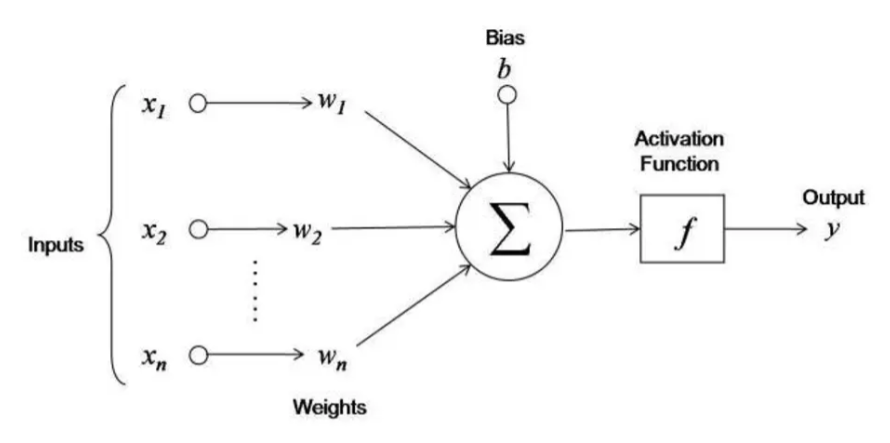 Bias
b
x1
w1
Activation
Function
Output
Inputs
x2
w2
Σ
f
y
xn
wn
Weights